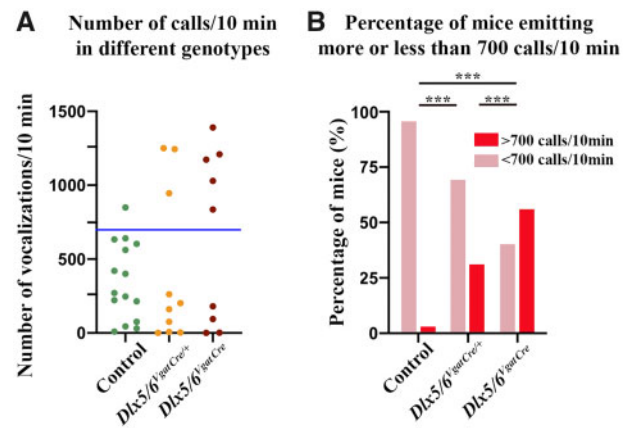 A
Number of calls/10 min
in different genotypes
Number of vocalizations/10 min
1500
1000
500
0
Control
Dlx5/6VgatCre/+
Dlx5/6VgatCre
B
Percentage of mice emitting
more or less than 700 calls/10 min
***
*** ***
Percentage of mice (%)
100
75
50
25
0
>700 calls/10min
<700 calls/10min
Control
Dlx5/6VgatCre/+
Dlx5/6VgatCre